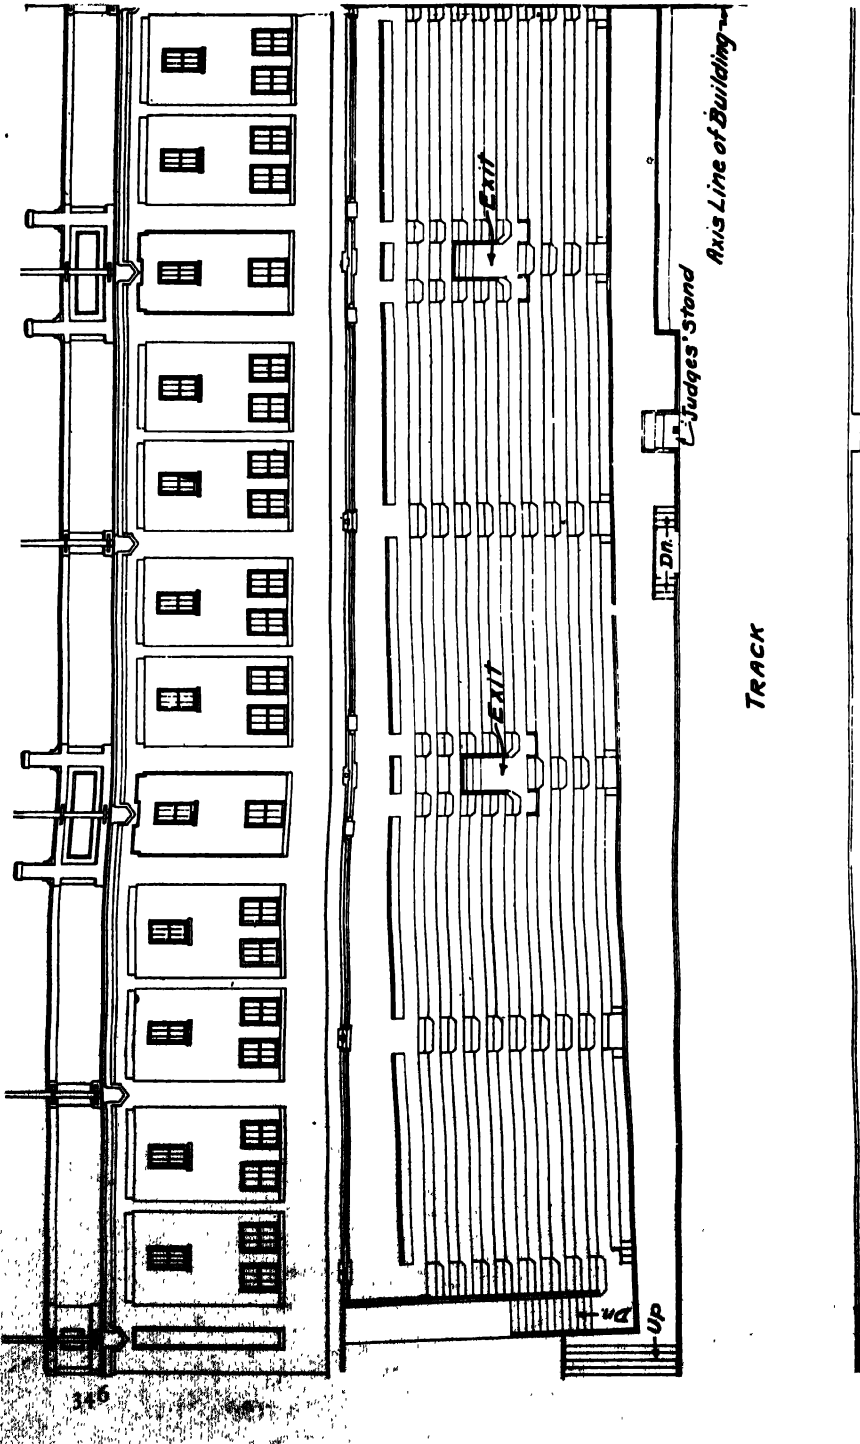 Axis Line of Building
Exit
Judges' Stand
Dn.
TRACK
Exit
Dn
Up
346